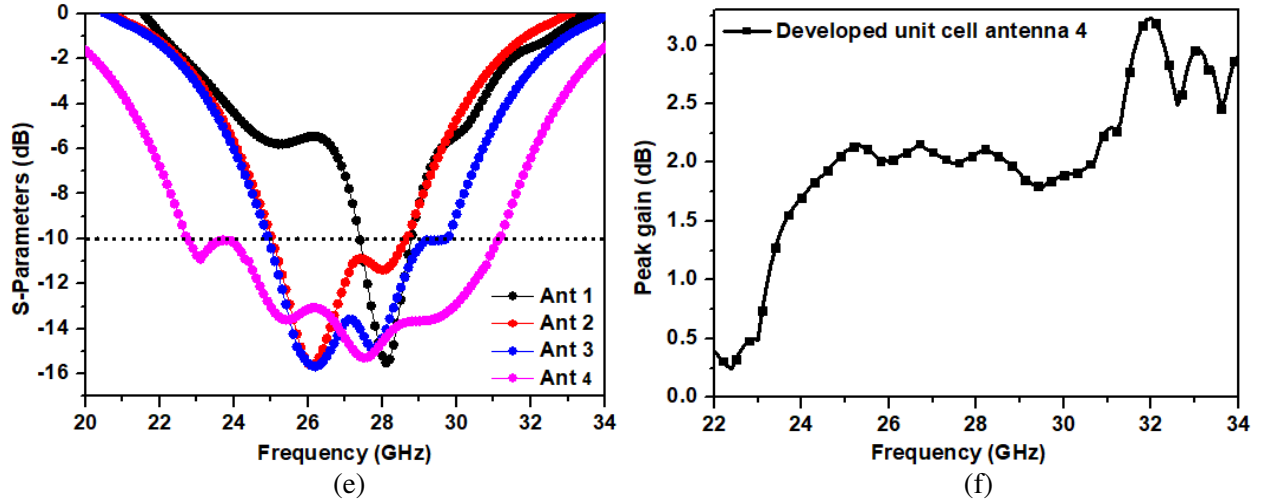 0
-2
-4
-6
-8
-10
-12
-14
-16
S-Parameters (dB)
Ant 1
Ant 2
Ant 3
Ant 4
20 22 24 26 28 30 32 34
Frequency (GHz)
(e)
Developed unit cell antenna 4
3.0
2.5
2.0
1.5
1.0
0.5
0.0
Peak gain (dB)
22 24 26 28 30 32 34
Frequency (GHz)
(f)